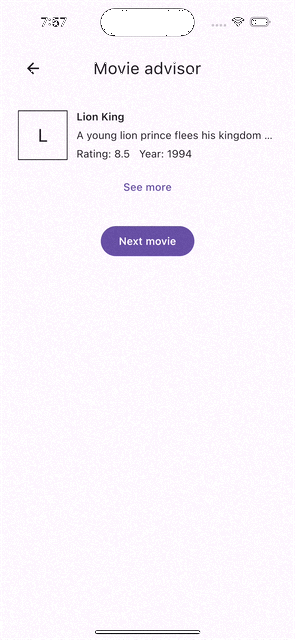 7:57
Movie advisor
L
Lion King
A young lion prince flees his kingdom ...
Rating: 8.5 Year: 1994
See more
Next movie